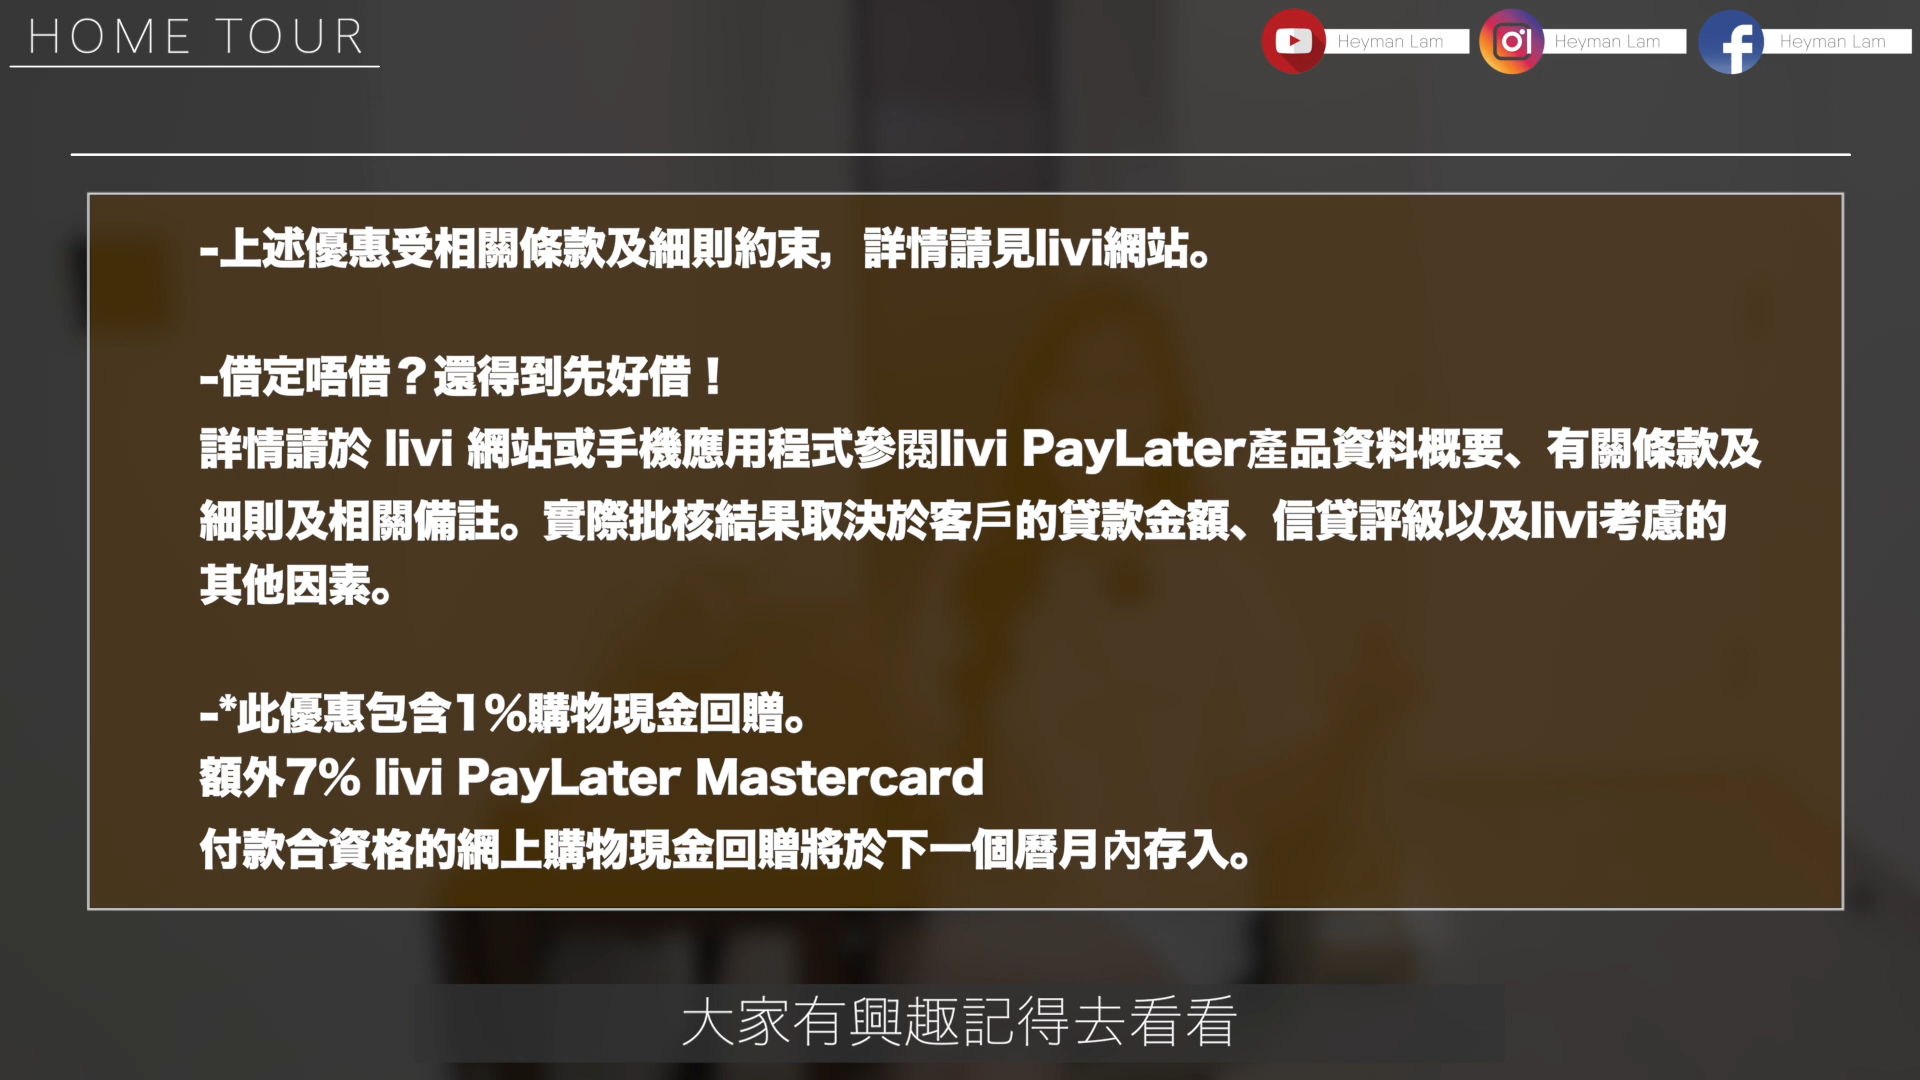 HOME TOUR
Heyman Lam
Heyman Lam
Heyman Lam
-上述優惠受相關條款及細則約束，詳情請見livi網站。
-借定唔借？還得到先好借！
詳情請於 livi 網站或手機應用程式參閱livi PayLater產品資料概要、有關條款及
細則及相關備註。實際批核結果取決於客戶的貸款金額、信貸評級以及livi考慮的
其他因素。
-*此優惠包含1%購物現金回贈。
額外7% livi PayLater Mastercard
付款合資格的網上購物現金回贈將於下一個曆月內存入。
大家有興趣記得去看看